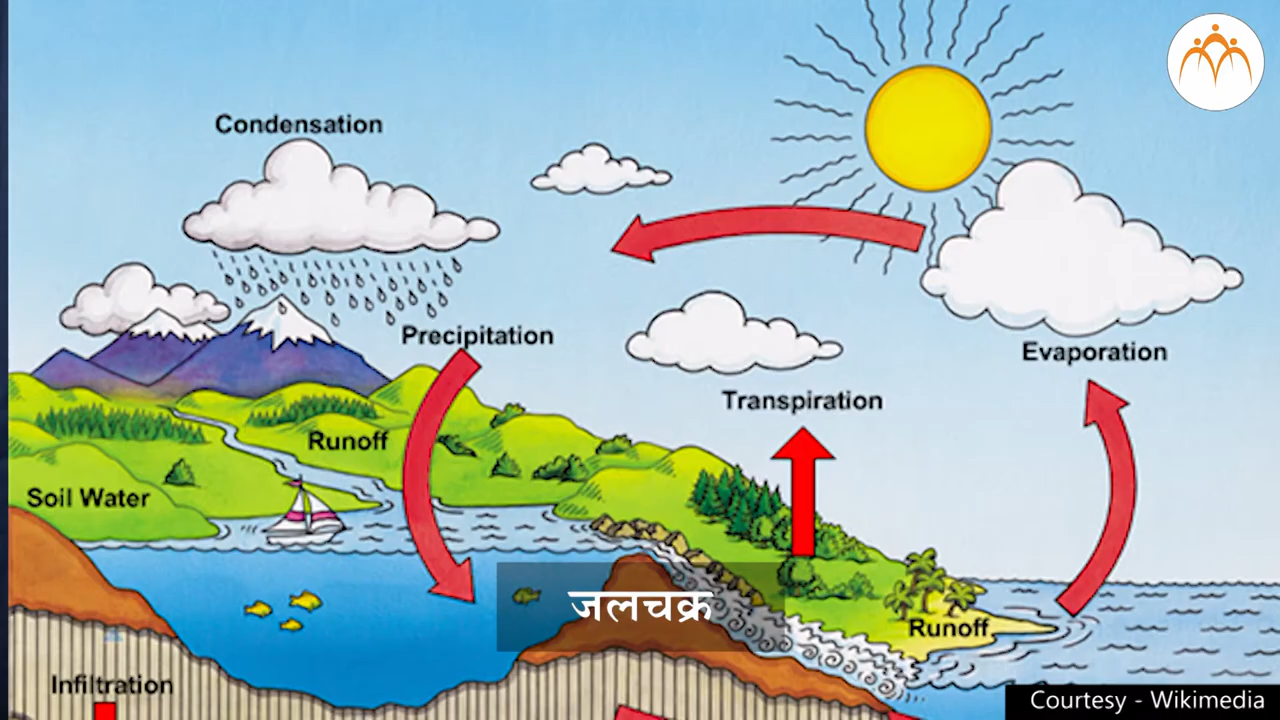 Condensation
Precipitation
Evaporation
Transpiration
Runoff
Soil Water
जलचक्र
Runoff
Infiltration
Courtesy - Wikimedia